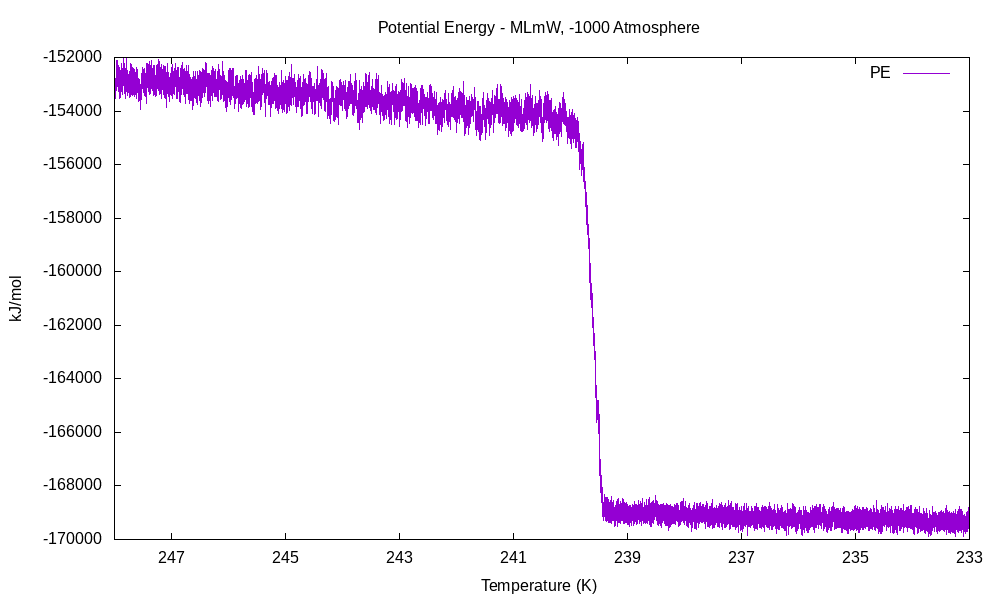 Potential Energy - MLmW, -1000 Atmosphere
PE
-152000
-154000
-156000
-158000
-160000
-162000
-164000
-166000
-168000
-170000
kJ/mol
247 245 243 241 239 237 235 233
Temperature (K)